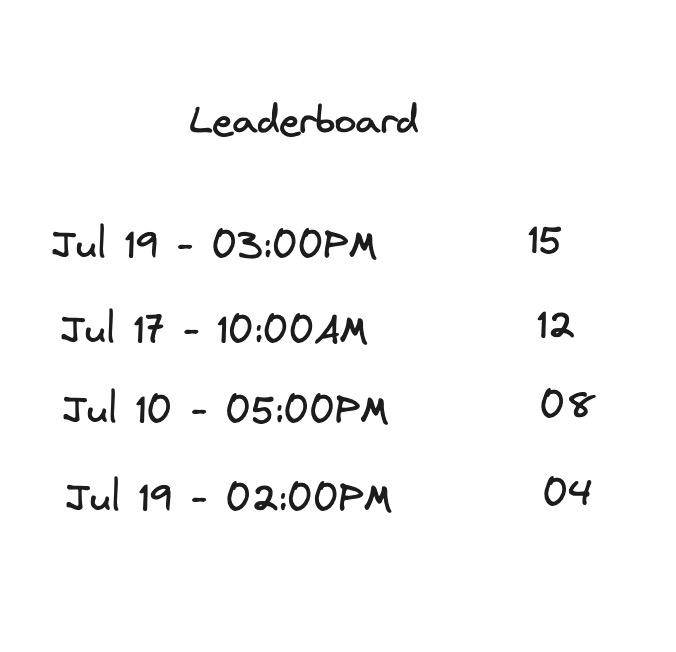 Leaderboard
Jul 19 - 03:00PM 15
Jul 17 - 10:00AM 12
Jul 10 - 05:00PM 08
Jul 19 - 02:00PM 04